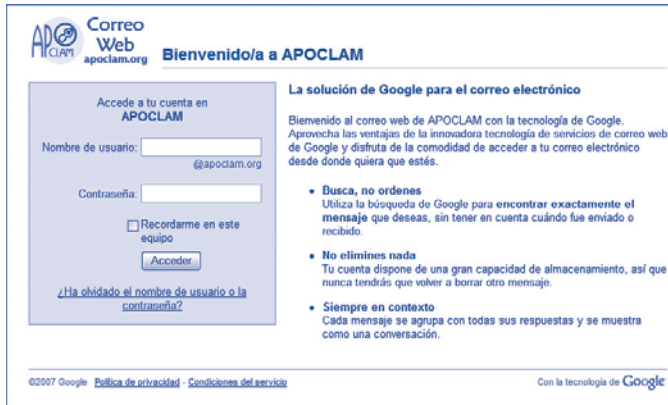 APOCLAM
Correo
Web
apoclam.org
Bienvenido/a a APOCLAM
Accede a tu cuenta en
APOCLAM
Nombre de usuario:
@apoclam.org
Contraseña:
Recordarme en este
equipo
Acceder
¿Ha olvidado el nombre de usuario o la
contraseña?
La solución de Google para el correo electrónico
Bienvenido al correo web de APOCLAM con la tecnología de Google.
Aprovecha las ventajas de la innovadora tecnología de servicios de correo web
de Google y disfruta de la comodidad de acceder a tu correo electrónico
desde donde quiera que estés.
• Busca, no ordenes
Utiliza la búsqueda de Google para encontrar exactamente el
mensaje que deseas, sin tener en cuenta cuándo fue enviado o
recibido.
• No elimines nada
Tu cuenta dispone de una gran capacidad de almacenamiento, así que
nunca tendrás que volver a borrar otro mensaje.
• Siempre en contexto
Cada mensaje se agrupa con todas sus respuestas y se muestra
como una conversación.
©2007 Google Política de privacidad - Condiciones del servicio
Con la tecnología de Google